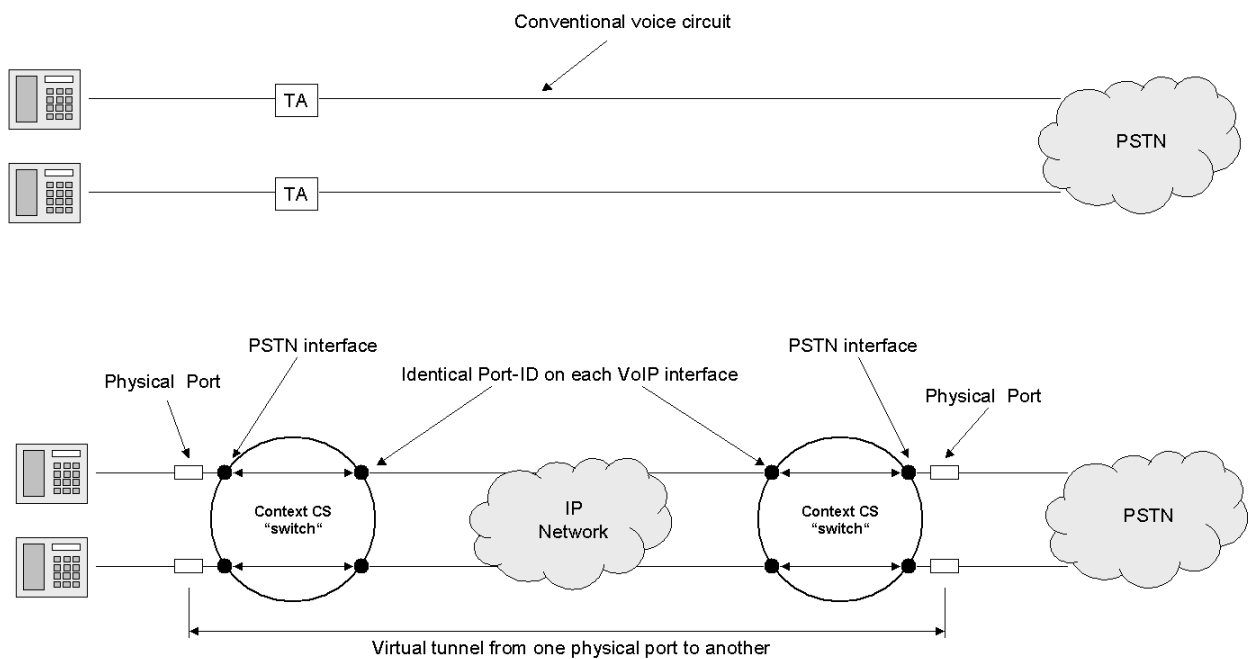 Conventional voice circuit
TA
PSTN
TA
PSTN interface
PSTN interface
Identical Port-ID on each VoIP interface
Physical Port
Physical Port
Context CS
"switch"
IP
Network
Context CS
"switch"
PSTN
Virtual tunnel from one physical port to another